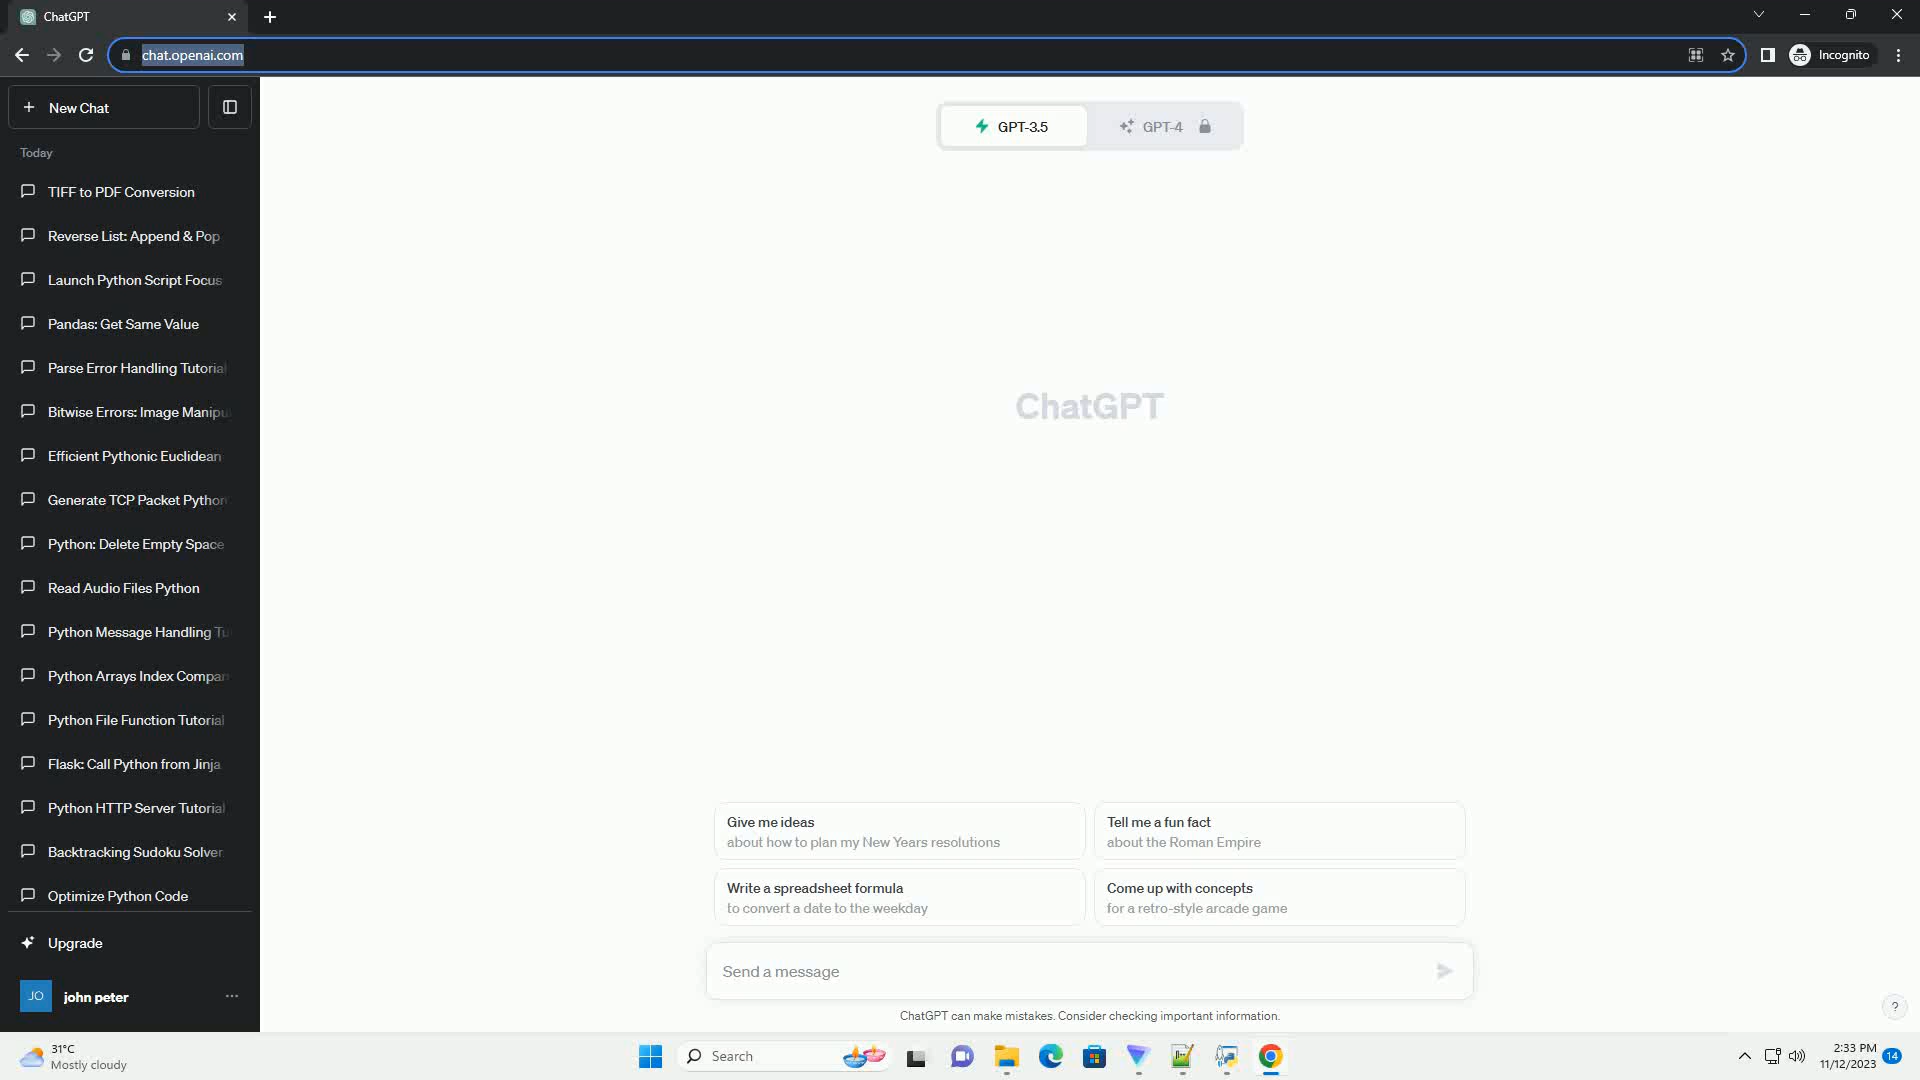 ChatGPT
chat.openai.com
Incognito
New Chat
Today
TIFF to PDF Conversion
Reverse List: Append & Pop
Launch Python Script Focus
Pandas: Get Same Value
Parse Error Handling Tutorial
Bitwise Errors: Image Manipu
Efficient Pythonic Euclidean
Generate TCP Packet Python
Python: Delete Empty Space
Read Audio Files Python
Python Message Handling Tu
Python Arrays Index Compar
Python File Function Tutorial
Flask: Call Python from Jinja
Python HTTP Server Tutorial
Backtracking Sudoku Solver
Optimize Python Code
Upgrade
JO
john peter
GPT-3.5
GPT-4
ChatGPT
Give me ideas
about how to plan my New Years resolutions
Tell me a fun fact
about the Roman Empire
Write a spreadsheet formula
to convert a date to the weekday
Come up with concepts
for a retro-style arcade game
Send a message
ChatGPT can make mistakes. Consider checking important information.
?
31°C
Mostly cloudy
Search
2:33 PM
11/12/2023
14